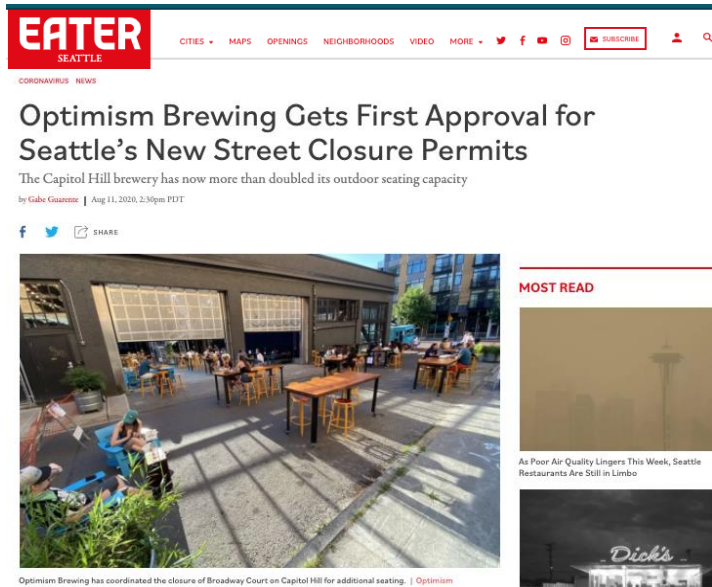 EATER
SEATTLE
CITIES MAPS OPENINGS NEIGHBORHOODS VIDEO MORE SUBSCRIBE
CORONAVIRUS NEWS
Optimism Brewing Gets First Approval for
Seattle's New Street Closure Permits
The Capitol Hill brewery has now more than doubled its outdoor seating capacity
by Gabe Guarente | Aug 11, 2020, 2:30pm PDT
SHARE
MOST READ
As Poor Air Quality Lingers This Week, Seattle
Restaurants Are Still in Limbo
Dick's
Optimism Brewing has coordinated the closure of Broadway Court on Capitol Hill for additional seating. | Optimism